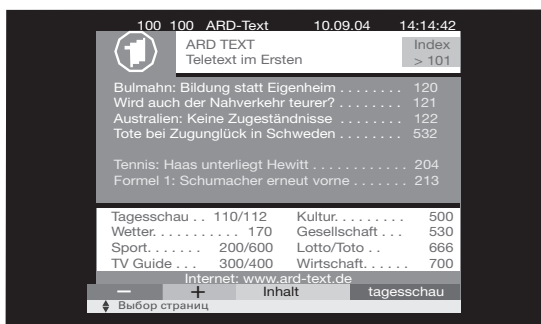 100 100 ARD-Text 10.09.04 14:14:42
1
ARD TEXT Index
Teletext im Ersten > 101
Bulmahn: Bildung statt Eigenheim . . . . . . . . 120
Wird auch der Nahverkehr teurer? . . . . . . . . 121
Australien: Keine Zugeständnisse . . . . . . . . 122
Tote bei Zugunglück in Schweden . . . . . . . . 532
Tennis: Haas unterliegt Hewitt . . . . . . . . . . . . 204
Formel 1: Schumacher erneut vorne . . . . . . . 213
Tagesschau . . 110/112 Kultur. . . . . . . . . 500
Wetter. . . . . . . . . . . 170 Gesellschaft . . . 530
Sport. . . . . . . 200/600 Lotto/Toto . . 666
TV Guide . . . 300/400 Wirtschaft. . . . . . 700
Internet: www.ard-text.de
– + Inhalt tagesschau
Выбор страниц